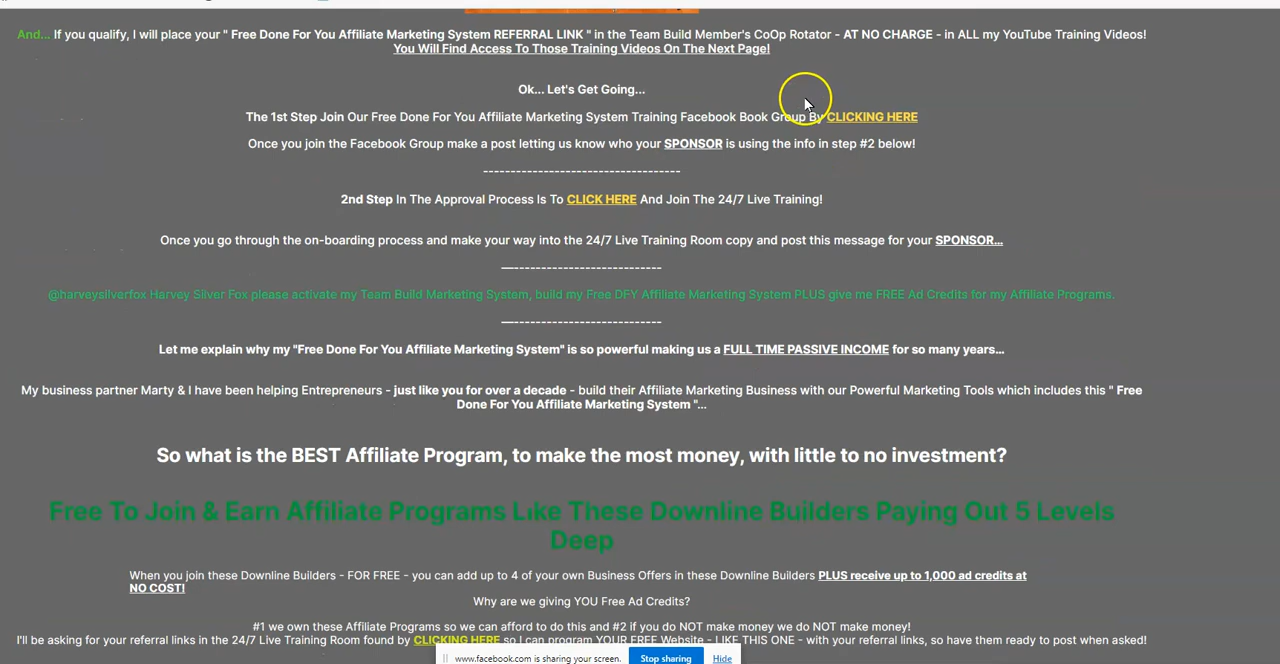 And... If you qualify, I will place your " Free Done For You Affiliate Marketing System REFERRAL LINK " in the Team Build Member's CoOp Rotator - AT NO CHARGE - in ALL my YouTube Training Videos!
You Will Find Access To Those Training Videos On The Next Page!
Ok... Let's Get Going...
The 1st Step Join Our Free Done For You Affiliate Marketing System Training Facebook Book Group By CLICKING HERE
Once you join the Facebook Group make a post letting us know who your SPONSOR is using the info in step #2 below!
------------------------------------
2nd Step In The Approval Process Is To CLICK HERE And Join The 24/7 Live Training!
Once you go through the on-boarding process and make your way into the 24/7 Live Training Room copy and post this message for your SPONSOR...
—---------------------------
@harveysilverfox Harvey Silver Fox please activate my Team Build Marketing System, build my Free DFY Affiliate Marketing System PLUS give me FREE Ad Credits for my Affiliate Programs.
—---------------------------
Let me explain why my "Free Done For You Affiliate Marketing System" is so powerful making us a FULL TIME PASSIVE INCOME for so many years...
My business partner Marty & I have been helping Entrepreneurs - just like you for over a decade - build their Affiliate Marketing Business with our Powerful Marketing Tools which includes this " Free
Done For You Affiliate Marketing System "...
So what is the BEST Affiliate Program, to make the most money, with little to no investment?
Free To Join & Earn Affiliate Programs Like These Downline Builders Paying Out 5 Levels
Deep
When you join these Downline Builders - FOR FREE - you can add up to 4 of your own Business Offers in these Downline Builders PLUS receive up to 1,000 ad credits at
NO COST!
Why are we giving YOU Free Ad Credits?
#1 we own these Affiliate Programs so we can afford to do this and #2 if you do NOT make money we do NOT make money!
I'll be asking for your referral links in the 24/7 Live Training Room found by CLICKING HERE so I can program YOUR FREE Website - LIKE THIS ONE - with your referral links, so have them ready to post when asked!
www.facebook.com is sharing your screen. Stop sharing Hide